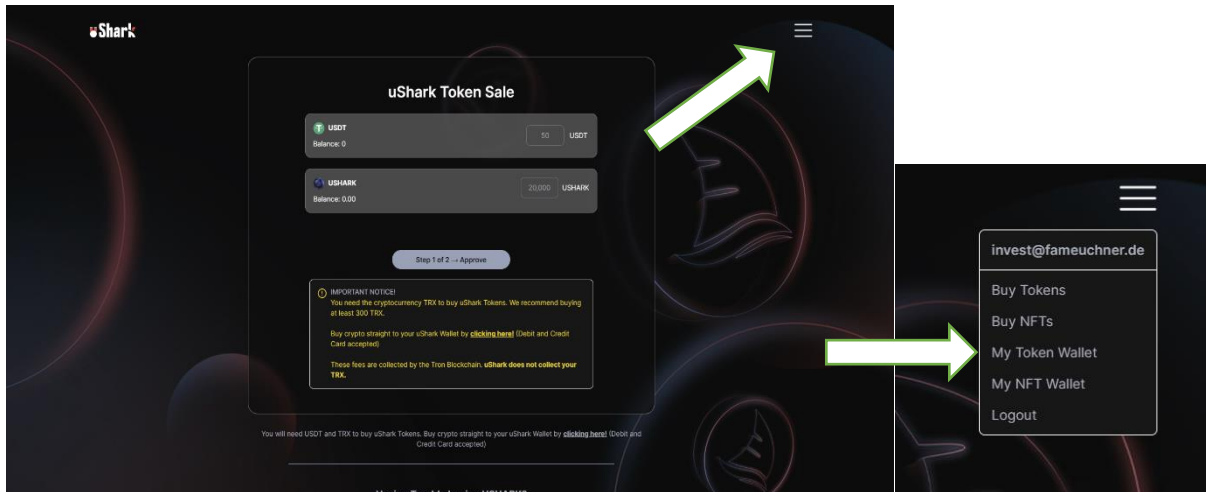 uShark
uShark Token Sale
USDT
50 USDT
Balance: 0
USHARK
20,000 USHARK
Balance: 0.00
Step 1 of 2 → Approve
IMPORTANT NOTICE!
You need the cryptocurrency TRX to buy uShark Tokens. We recommend buying
at least 300 TRX.
Buy crypto straight to your uShark Wallet by clicking here! (Debit and Credit
Card accepted)
These fees are collected by the Tron Blockchain. uShark does not collect your
TRX.
You will need USDT and TRX to buy uShark Tokens. Buy crypto straight to your uShark Wallet by clicking here! (Debit and
Credit Card accepted)
invest@fameuchner.de
Buy Tokens
Buy NFTs
My Token Wallet
My NFT Wallet
Logout